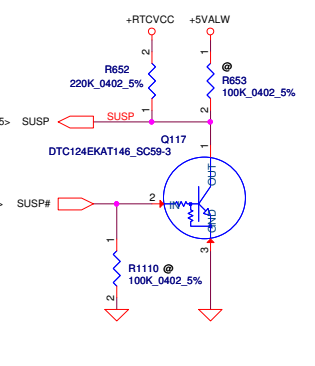 +RTCVCC
+5VALW
2
1
@
R652
220K_0402_5%
R653
100K_0402_5%
1
2
5>
SUSP
SUSP
Q117
DTC124EKAT146_SC59-3
1
OUT
>
SUSP#
2
IN
GND
3
1
R1110 @
100K_0402_5%
2